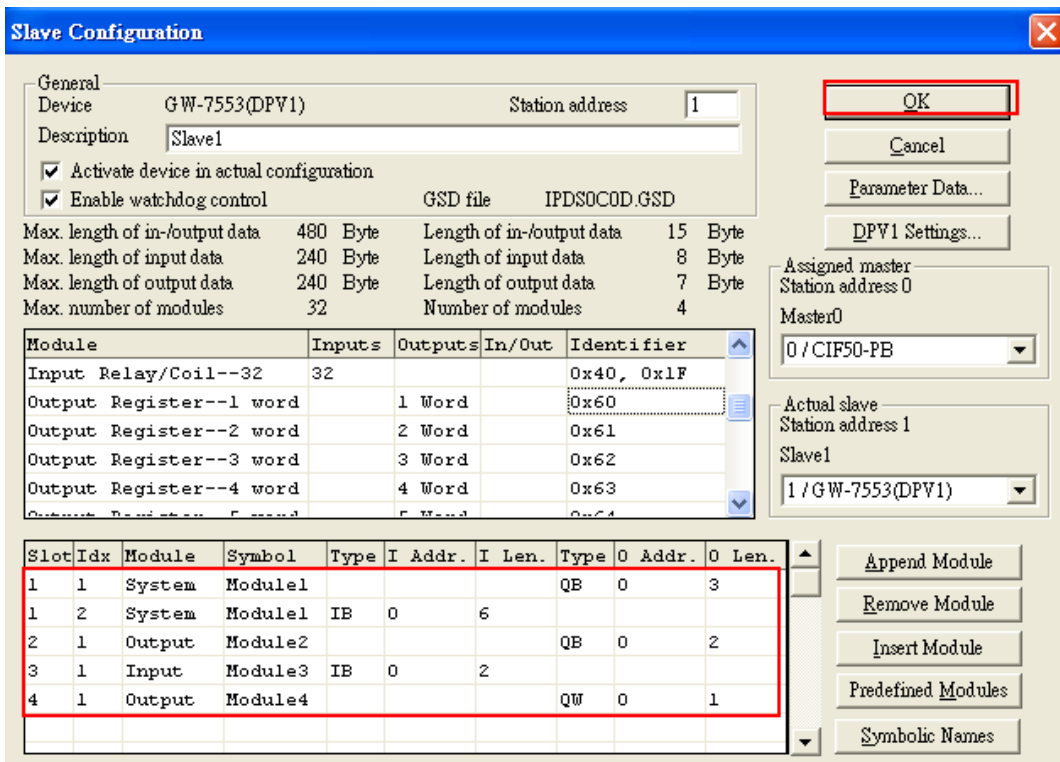 Slave Configuration
General
Device GW-7553(DPV1) Station address 1
Description Slave1
Activate device in actual configuration
Enable watchdog control GSD file IPDS0C0D.GSD
Max. length of in-/output data 480 Byte Length of in-/output data 15 Byte
Max. length of input data 240 Byte Length of input data 8 Byte
Max. length of output data 240 Byte Length of output data 7 Byte
Max. number of modules 32 Number of modules 4
OK
Cancel
Parameter Data...
DPV1 Settings...
Assigned master
Station address 0
Master0
0 / CIF50-PB
Actual slave
Station address 1
Slave1
1 / GW-7553(DPV1)
Module Inputs Outputs In/Out Identifier
Input Relay/Coil--32 32 0x40, 0x1F
Output Register--1 word 1 Word 0x60
Output Register--2 word 2 Word 0x61
Output Register--3 word 3 Word 0x62
Output Register--4 word 4 Word 0x63
Slot Idx Module Symbol Type I Addr. I Len. Type O Addr. O Len.
1 1 System Module1 QB 0 3
1 2 System Module1 IB 0 6
2 1 Output Module2 QB 0 2
3 1 Input Module3 IB 0 2
4 1 Output Module4 QW 0 1
Append Module
Remove Module
Insert Module
Predefined Modules
Symbolic Names